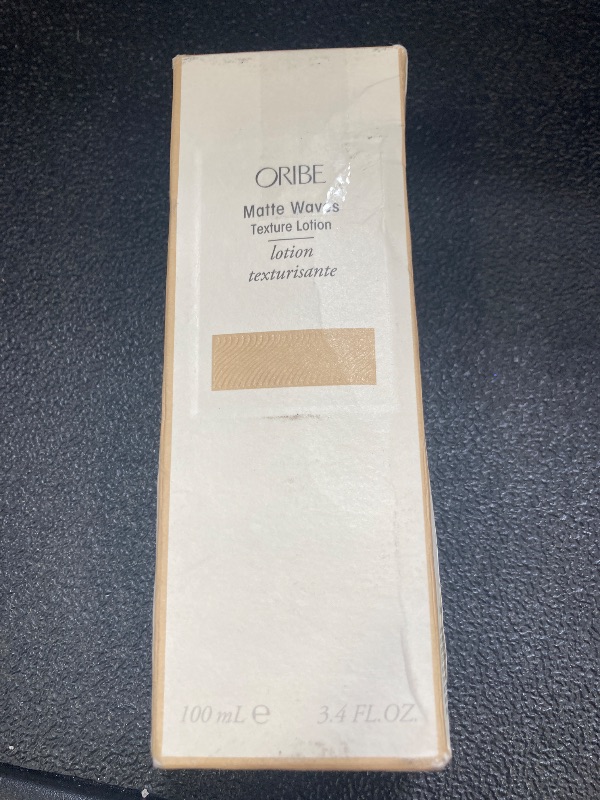 ORIBE
Matte Waves
Texture Lotion
lotion
texturisante
100 mL ℮ 3.4 FL.OZ.